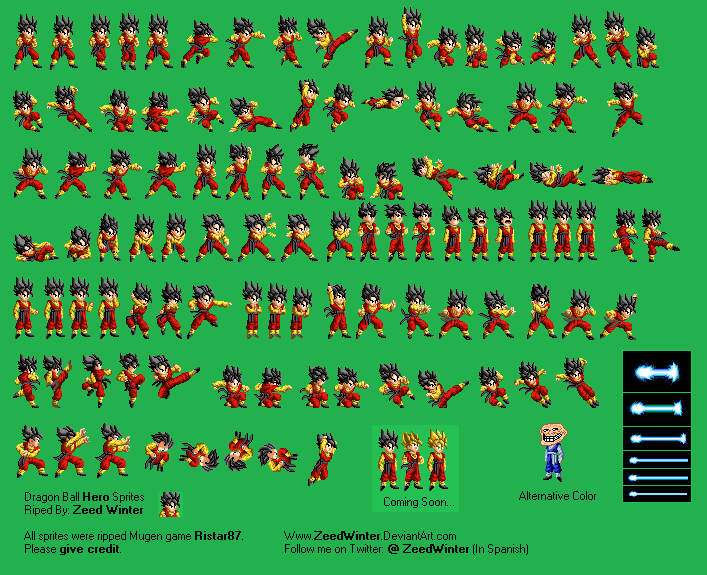 Coming Soon...
Alternative Color
Dragon Ball Hero Sprites
Riped By: Zeed Winter
All sprites were ripped Mugen game Ristar87.
Please give credit.
Www.ZeedWinter.DeviantArt.com
Follow me on Twitter: @ ZeedWinter (In Spanish)